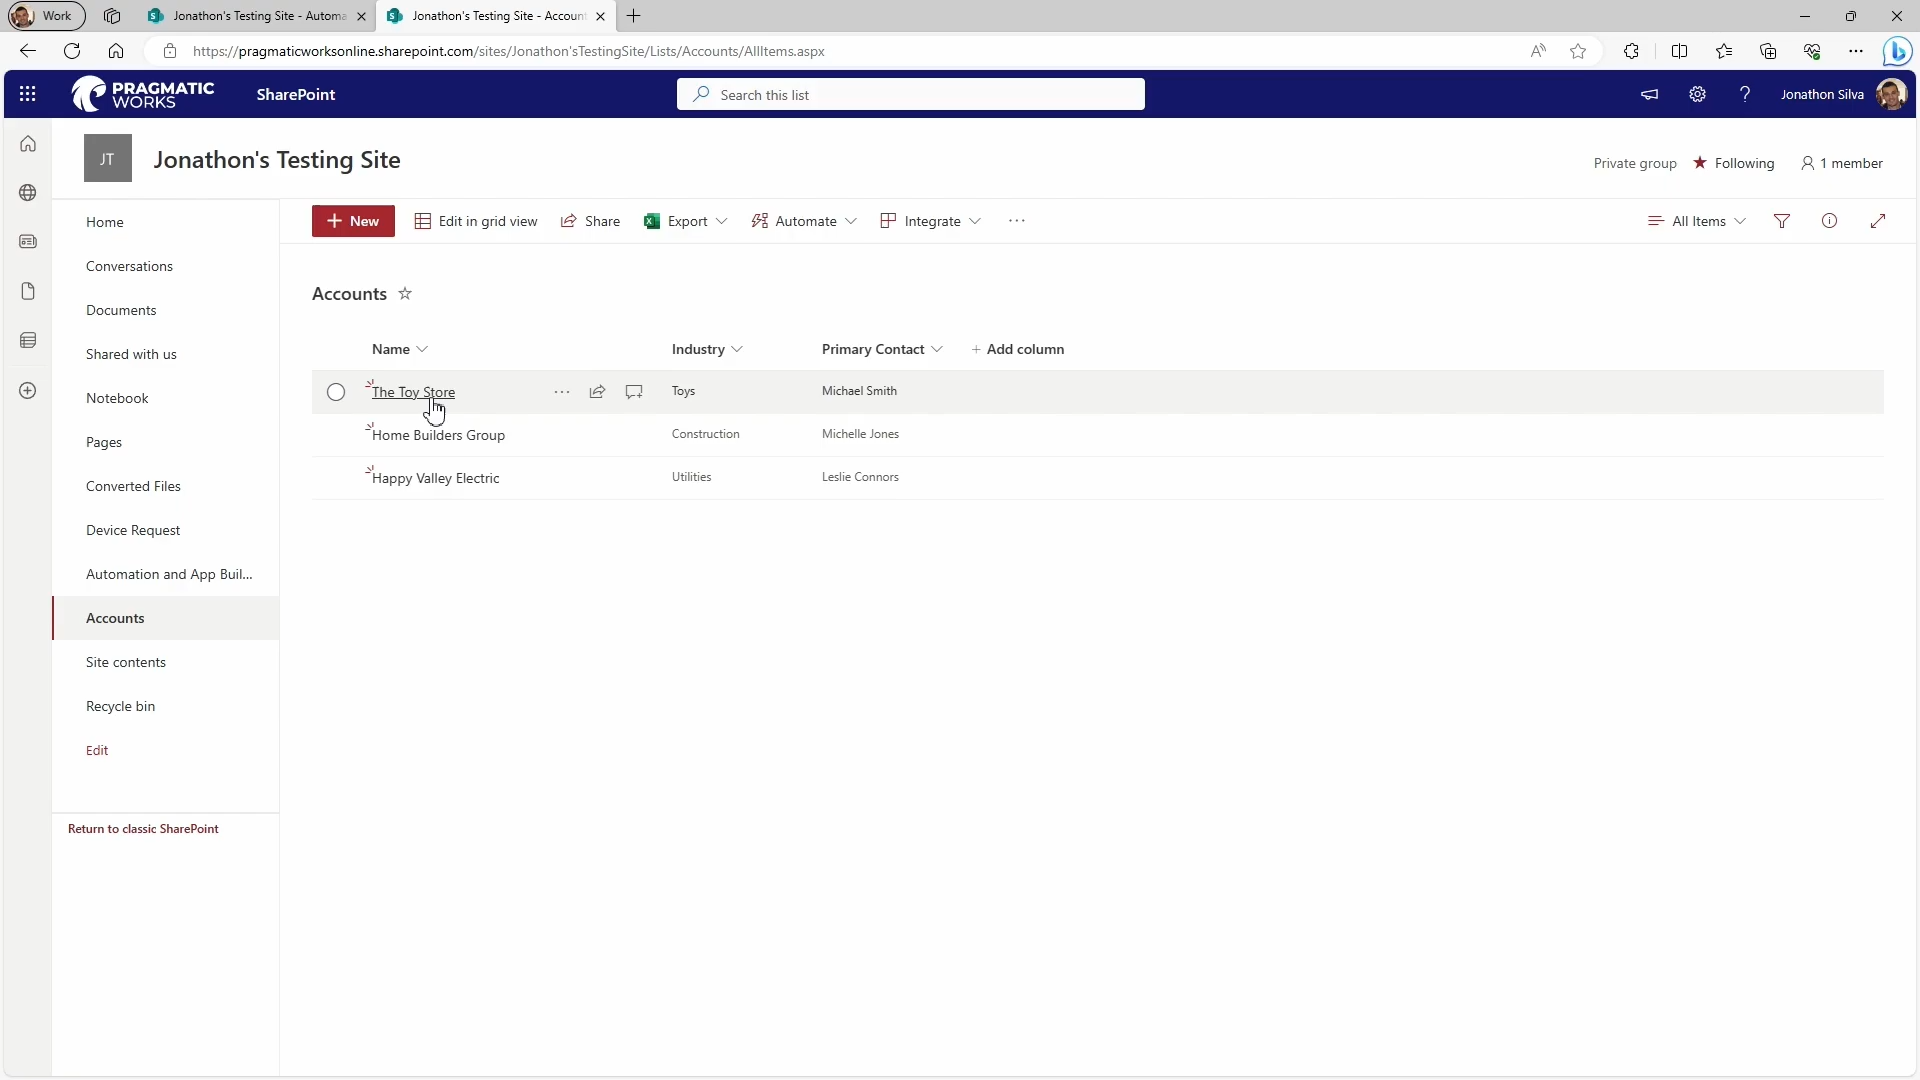 Work
Jonathon's Testing Site - Automa
Jonathon's Testing Site - Account
https://pragmaticworksonline.sharepoint.com/sites/Jonathon'sTestingSite/Lists/Accounts/AllItems.aspx
PRAGMATIC
WORKS
SharePoint
Search this list
Jonathon Silva
JT
Jonathon's Testing Site
Private group
Following
1 member
Home
Conversations
Documents
Shared with us
Notebook
Pages
Converted Files
Device Request
Automation and App Buil...
Accounts
Site contents
Recycle bin
Edit
Return to classic SharePoint
New
Edit in grid view
Share
Export
Automate
Integrate
All Items
Accounts
Name Industry Primary Contact + Add column
The Toy Store Toys Michael Smith
Home Builders Group Construction Michelle Jones
Happy Valley Electric Utilities Leslie Connors